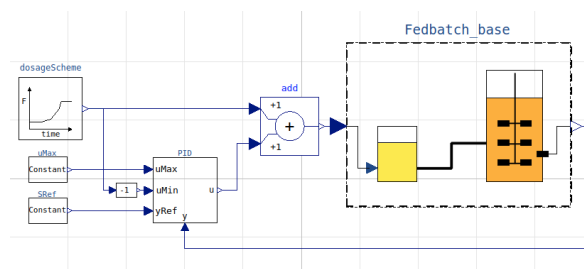 Fedbatch_base
dosageScheme
F
time
add
+1
+
+1
uMax
Constant
PID
uMax
-1
uMin
u
SRef
Constant
yRef
y